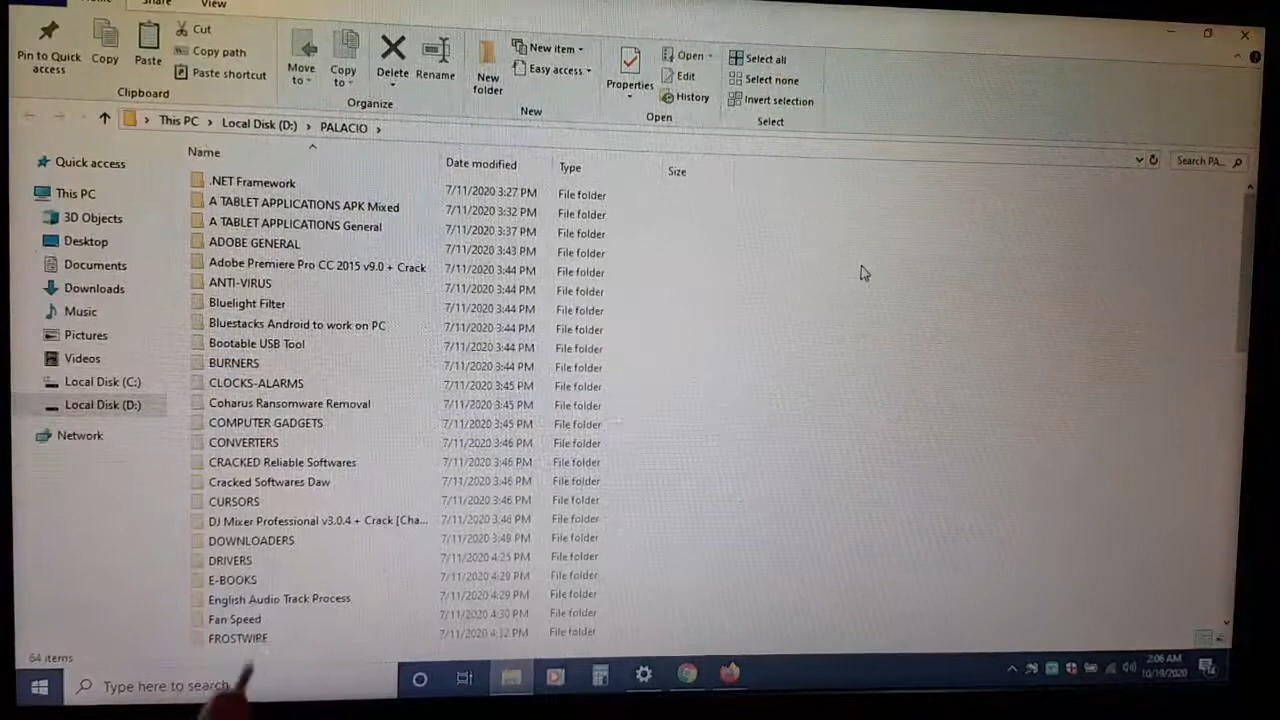 Home Share View
Pin to Quick access
Copy
Paste
Cut
Copy path
Paste shortcut
Clipboard
Move to
Copy to
Delete
Rename
Organize
New folder
New item
Easy access
New
Properties
Open
Edit
History
Open
Select all
Select none
Invert selection
Select
This PC > Local Disk (D:) > PALACIO >
Search PA...
Quick access
This PC
3D Objects
Desktop
Documents
Downloads
Music
Pictures
Videos
Local Disk (C:)
Local Disk (D:)
Network
Name Date modified Type Size
.NET Framework 7/11/2020 3:27 PM File folder
A TABLET APPLICATIONS APK Mixed 7/11/2020 3:32 PM File folder
A TABLET APPLICATIONS General 7/11/2020 3:37 PM File folder
ADOBE GENERAL 7/11/2020 3:43 PM File folder
Adobe Premiere Pro CC 2015 v9.0 + Crack 7/11/2020 3:44 PM File folder
ANTI-VIRUS 7/11/2020 3:44 PM File folder
Bluelight Filter 7/11/2020 3:44 PM File folder
Bluestacks Android to work on PC 7/11/2020 3:44 PM File folder
Bootable USB Tool 7/11/2020 3:44 PM File folder
BURNERS 7/11/2020 3:44 PM File folder
CLOCKS-ALARMS 7/11/2020 3:45 PM File folder
Coharus Ransomware Removal 7/11/2020 3:45 PM File folder
COMPUTER GADGETS 7/11/2020 3:45 PM File folder
CONVERTERS 7/11/2020 3:46 PM File folder
CRACKED Reliable Softwares 7/11/2020 3:46 PM File folder
Cracked Softwares Daw 7/11/2020 3:46 PM File folder
CURSORS 7/11/2020 3:46 PM File folder
DJ Mixer Professional v3.0.4 + Crack [Cha... 7/11/2020 3:46 PM File folder
DOWNLOADERS 7/11/2020 3:49 PM File folder
DRIVERS 7/11/2020 4:25 PM File folder
E-BOOKS 7/11/2020 4:29 PM File folder
English Audio Track Process 7/11/2020 4:29 PM File folder
Fan Speed 7/11/2020 4:30 PM File folder
FROSTWIRE 7/11/2020 4:32 PM File folder
64 items
Type here to search
2:06 AM
10/19/2020